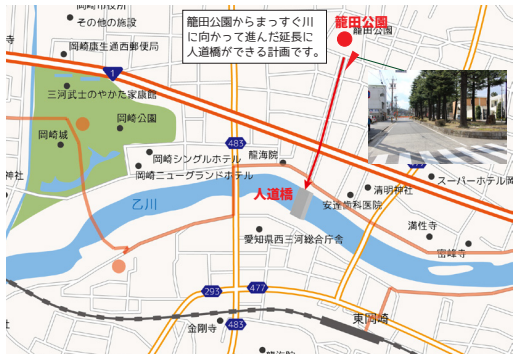 岡崎市役所
その他の施設
岡崎康生通西郵便局
籠田公園からまっすぐ川
に向かって進んだ延長に
人道橋ができる計画です。
籠田公園
籠田公園
1
三河武士のやかた家康館
岡崎公園
岡崎城
483
岡崎シングルホテル
龍海院
岡崎ニューグランドホテル
神社
乙川
人道橋
清明神社
スーパーホテル岡
安達歯科医院
満性寺
愛知県西三河総合庁舎
293
477
東岡崎
金剛寺
483